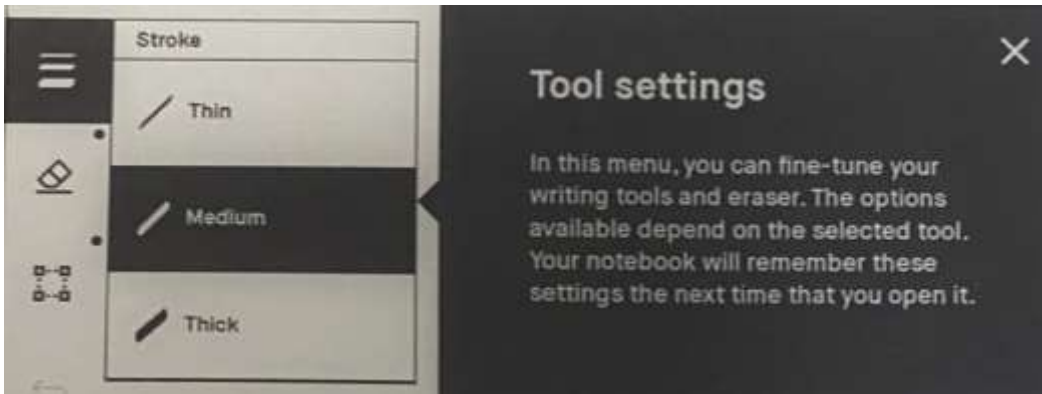 Stroke
Thin
Medium
Thick
Tool settings
In this menu, you can fine-tune your
writing tools and eraser. The options
available depend on the selected tool.
Your notebook will remember these
settings the next time that you open it.